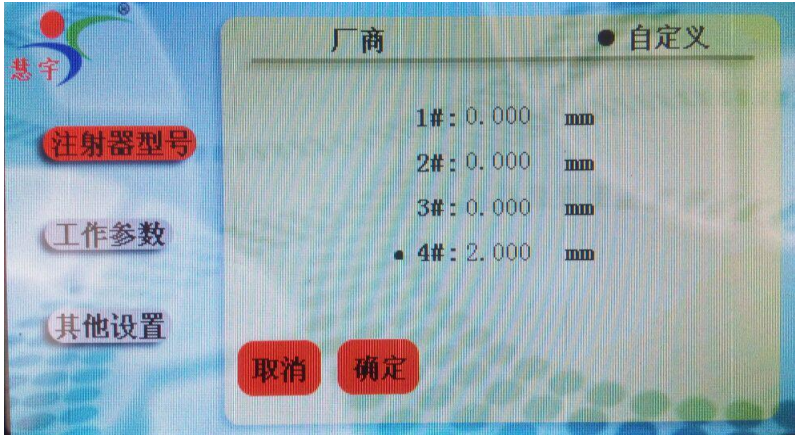 厂商 ● 自定义
慧宇®
1#: 0.000 mm
注射器型号
2#: 0.000 mm
3#: 0.000 mm
工作参数
4#: 2.000 mm
其他设置
取消 确定